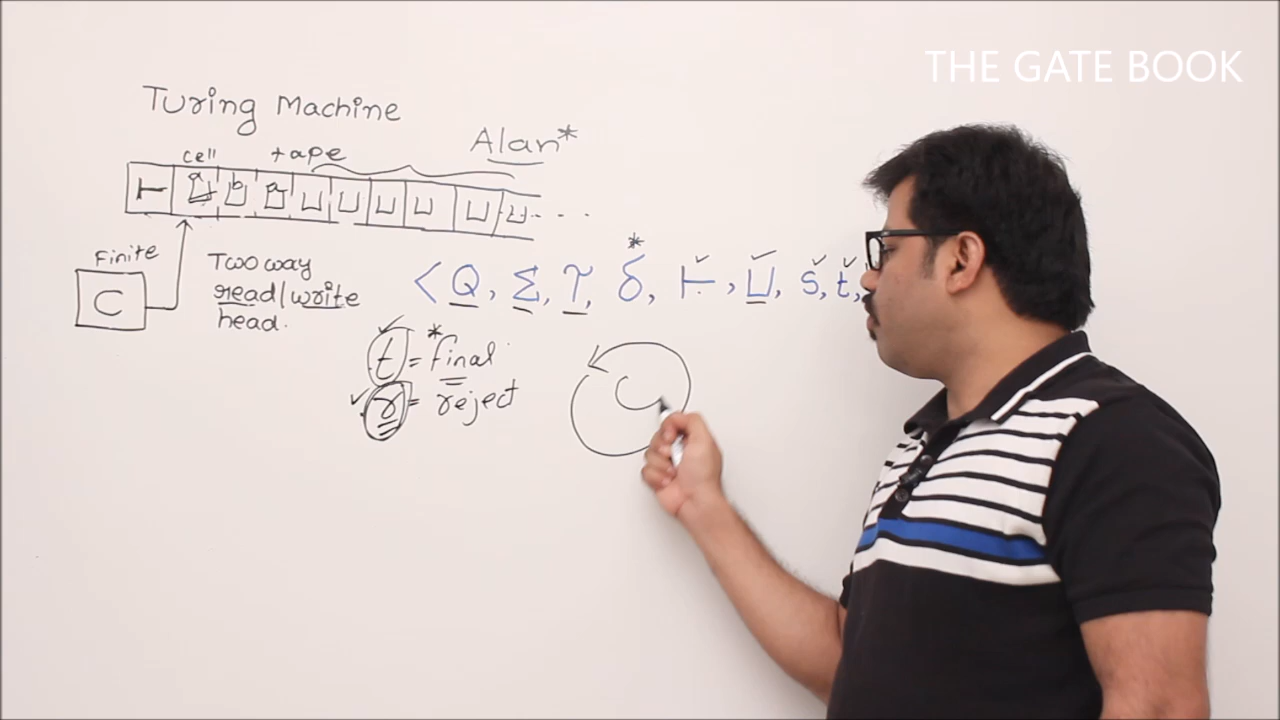 THE GATE BOOK
Turing Machine
Alan*
cell tape
⊢ a b a ⊔ ⊔ ⊔ ⊔ ⊔ ⊔ . . .
Finite
C
Two way
read/write
head.
*
< Q, Σ, Τ, δ, ⊢, ⊔, s, t,
t = *final
r = reject